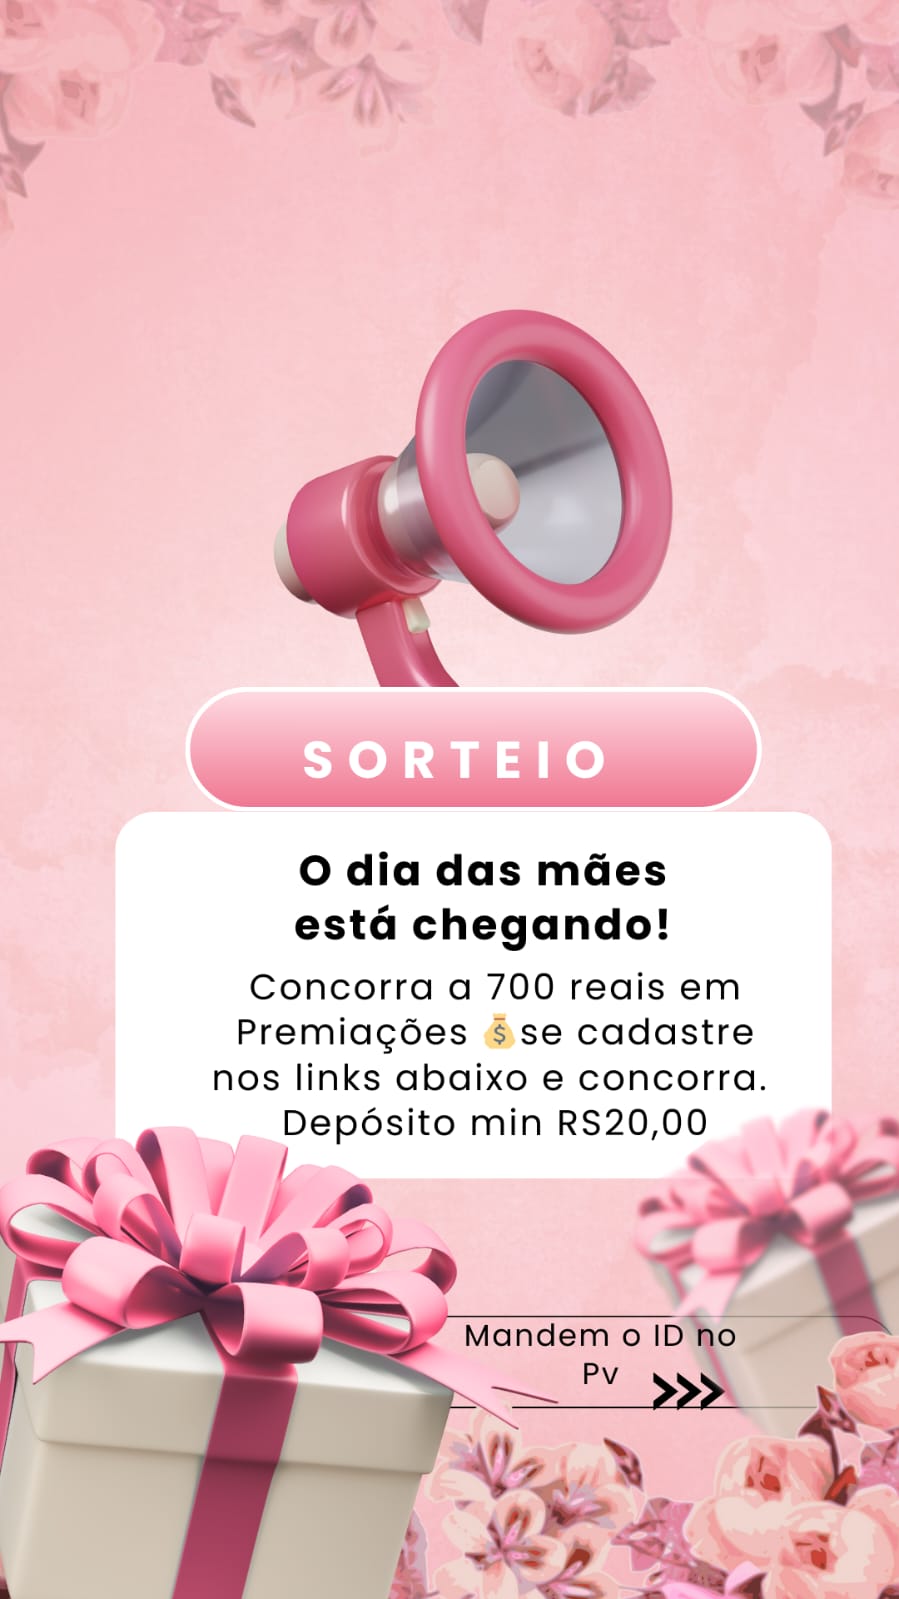 SORTEIO
O dia das mães
está chegando!
Concorra a 700 reais em
Premiações 💰se cadastre
nos links abaixo e concorra.
Depósito min RS20,00
Mandem o ID no
Pv